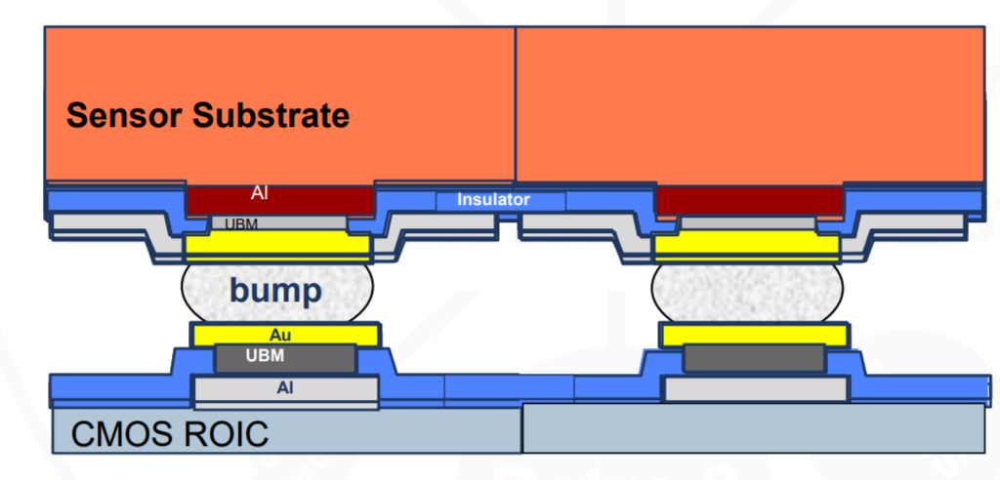 Sensor Substrate
Al
Insulator
UBM
bump
Au
UBM
Al
CMOS ROIC